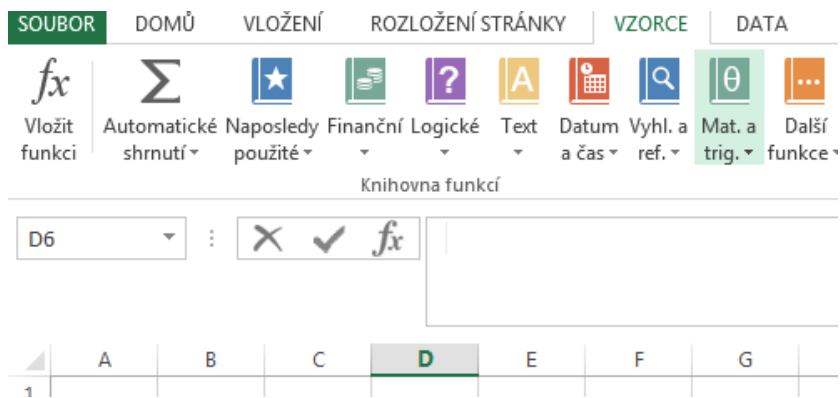 SOUBOR DOMŮ VLOŽENÍ ROZLOŽENÍ STRÁNKY VZORCE DATA
fx Σ ★ ? A θ ...
Vložit Automatické Naposledy Finanční Logické Text Datum Vyhl. a Mat. a Další
funkci shrnutí použité a čas ref. trig. funkce
Knihovna funkcí
D6 fx
A B C D E F G
1